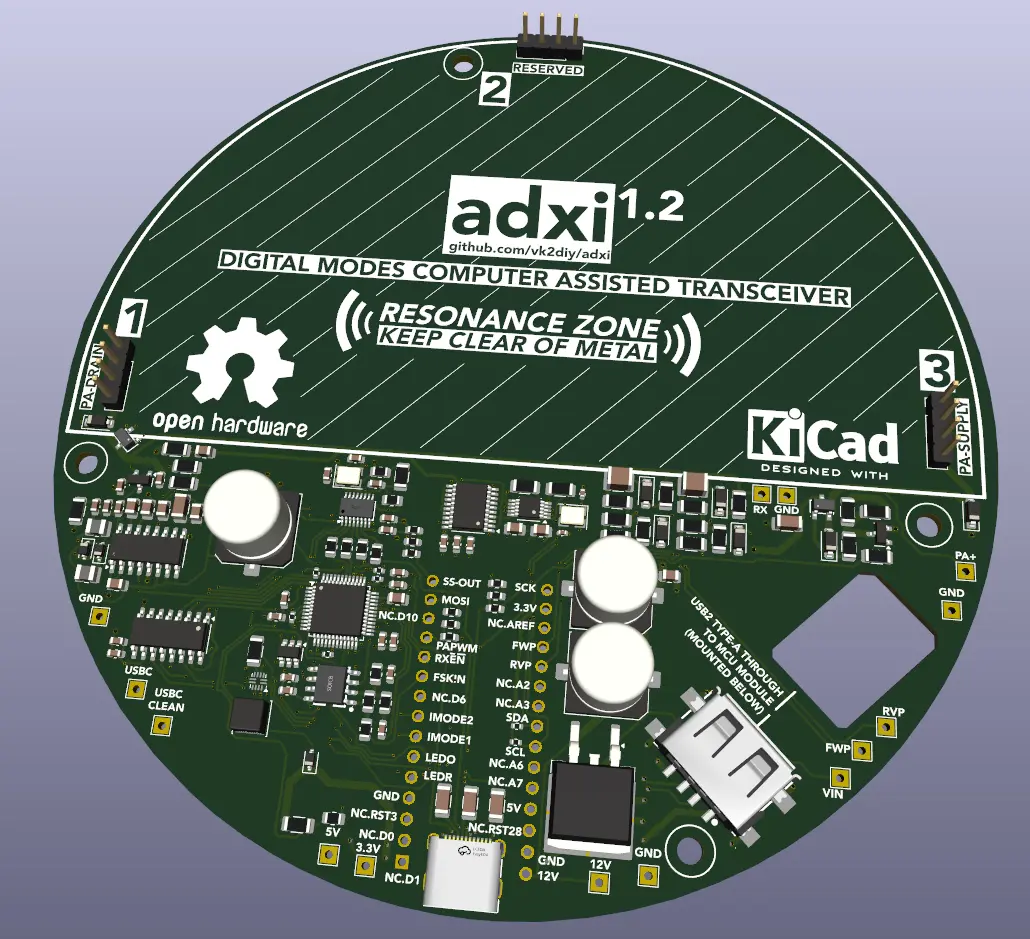 RESERVED
2
adxi 1.2
github.com/vk2diy/adxi
DIGITAL MODES COMPUTER ASSISTED TRANSCEIVER
RESONANCE ZONE
KEEP CLEAR OF METAL
1
PA-DRAIN
open hardware
3
PA-SUPPLY
KiCad
DESIGNED WITH
RX GND
PA+
GND
GND
USBC
USBC
CLEAN
SS-OUT
MOSI
NC.D10
PAPWM
RXEN
FSK!N
NC.D6
IMODE2
IMODE1
LEDO
LEDR
GND
NC.RST3
NC.D0
NC.D1
5V
3.3V
SCK
3.3V
NC.AREF
FWP
RVP
NC.A2
NC.A3
SDA
SCL
NC.A6
NC.A7
5V
NC.RST28
GND
12V
12V
GND
USB2 TYPE-A THROUGH
TO MCU MODULE
(MOUNTED BELOW)
RVP
FWP
VIN